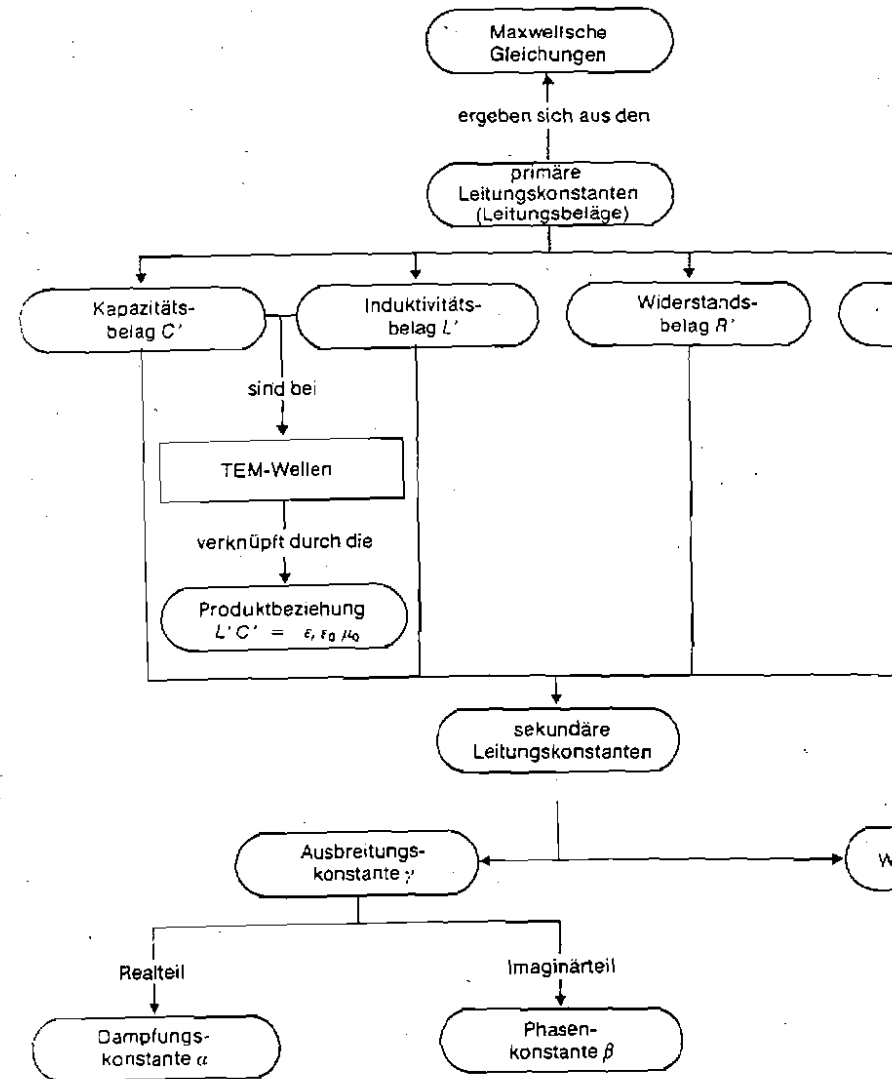 Maxwellsche
Gleichungen
ergeben sich aus den
primäre
Leitungskonstanten
(Leitungsbeläge)
Kapazitäts-
belag C'
Induktivitäts-
belag L'
Widerstands-
belag R'
sind bei
TEM-Wellen
verknüpft durch die
Produktbeziehung
L' C' = εr ε0 μ0
sekundäre
Leitungskonstanten
Ausbreitungs-
konstante γ
W
Realteil
Imaginärteil
Dampfungs-
konstante α
Phasen-
konstante β